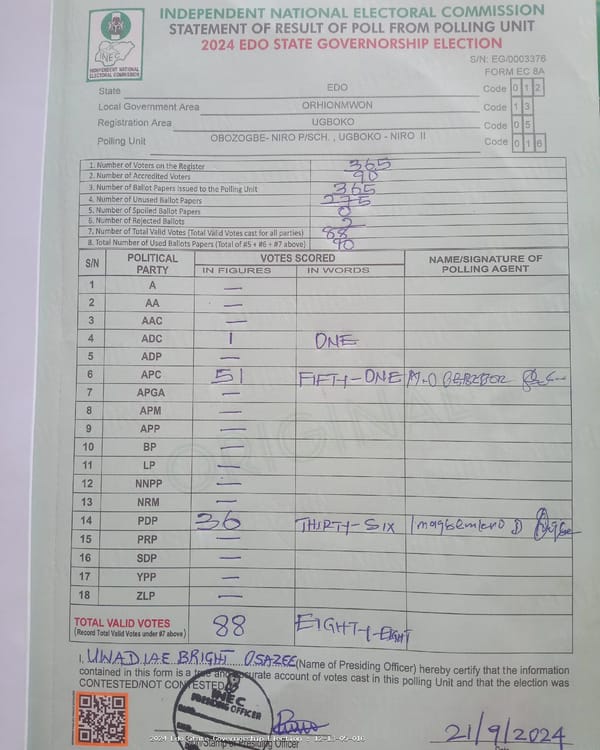 INDEPENDENT NATIONAL ELECTORAL COMMISSION
STATEMENT OF RESULT OF POLL FROM POLLING UNIT
2024 EDO STATE GOVERNORSHIP ELECTION
INEC
INDEPENDENT NATIONAL
ELECTORAL COMMISSION
S/N: EG/0003376
FORM EC 8A
State EDO Code 0 1 2
Local Government Area ORHIONMWON Code 1 3
Registration Area UGBOKO Code 0 5
Polling Unit OBOZOGBE- NIRO P/SCH. , UGBOKO - NIRO II Code 0 1 6
1. Number of Voters on the Register 365
2. Number of Accredited Voters 90
3. Number of Ballot Papers Issued to the Polling Unit 365
4. Number of Unused Ballot Papers 275
5. Number of Spoiled Ballot Papers 0
6. Number of Rejected Ballots 2
7. Number of Total Valid Votes (Total Valid Votes cast for all parties) 88
8. Total Number of Used Ballots Papers (Total of #5 + #6 + #7 above) 90
S/N POLITICAL PARTY VOTES SCORED NAME/SIGNATURE OF POLLING AGENT
IN FIGURES IN WORDS
1 A —
2 AA —
3 AAC —
4 ADC 1 ONE
5 ADP —
6 APC 51 FIFTY-ONE
7 APGA —
8 APM —
9 APP —
10 BP —
11 LP —
12 NNPP —
13 NRM —
14 PDP 36 THIRTY-SIX
15 PRP —
16 SDP —
17 YPP —
18 ZLP —
ORIGINAL
TOTAL VALID VOTES 88 EIGHTY-EIGHT
(Record Total Valid Votes under #7 above)
I, UWADIAE BRIGHT OSAZEE (Name of Presiding Officer) hereby certify that the information
contained in this form is a true and accurate account of votes cast in this polling Unit and that the election was
CONTESTED/NOT CONTESTED
INEC
PRESIDING OFFICER
21/9/2024
Stamp of Presiding Officer
2024 Edo State Governorship Election - 12-13-05-016